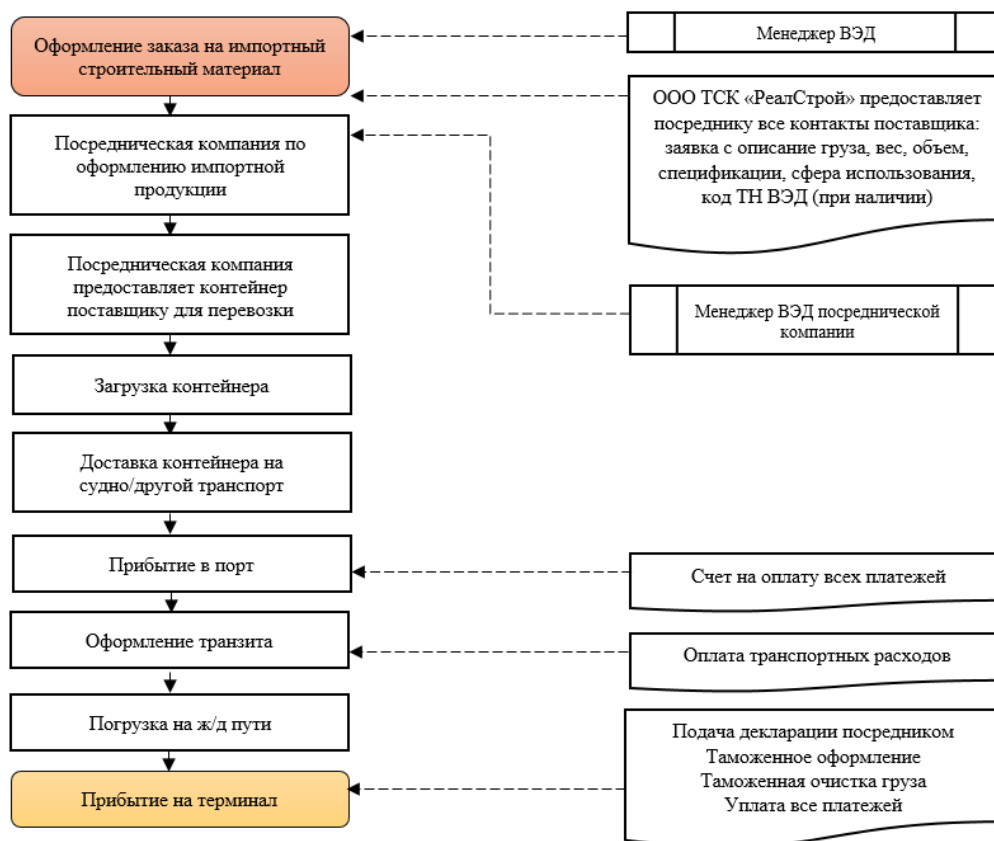 Оформление заказа на импортный
строительный материал
Менеджер ВЭД
ООО ТСК «РеалСтрой» предоставляет
посреднику все контакты поставщика:
заявка с описание груза, вес, объем,
спецификации, сфера использования,
код ТН ВЭД (при наличии)
Посредническая компания по
оформлению импортной
продукции
Посредническая компания
предоставляет контейнер
поставщику для перевозки
Менеджер ВЭД посреднической
компании
Загрузка контейнера
Доставка контейнера на
судно/другой транспорт
Прибытие в порт
Счет на оплату всех платежей
Оформление транзита
Оплата транспортных расходов
Погрузка на ж/д пути
Прибытие на терминал
Подача декларации посредником
Таможенное оформление
Таможенная очистка груза
Уплата все платежей